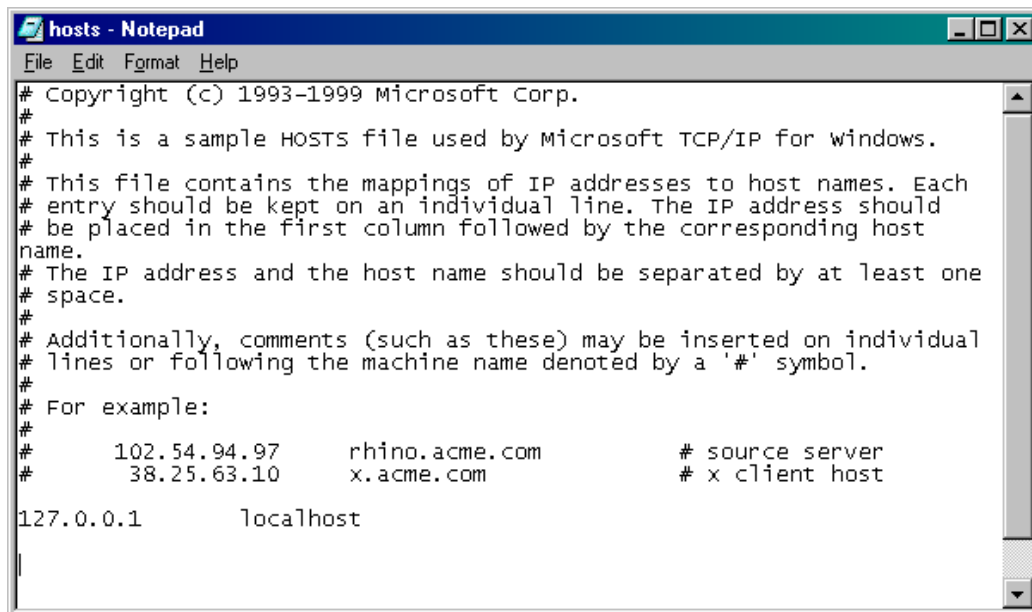 hosts - Notepad
File Edit Format Help
# Copyright (c) 1993-1999 Microsoft Corp.
#
# This is a sample HOSTS file used by Microsoft TCP/IP for Windows.
#
# This file contains the mappings of IP addresses to host names. Each
# entry should be kept on an individual line. The IP address should
# be placed in the first column followed by the corresponding host
name.
# The IP address and the host name should be separated by at least one
# space.
#
# Additionally, comments (such as these) may be inserted on individual
# lines or following the machine name denoted by a '#' symbol.
#
# For example:
#
#      102.54.94.97     rhino.acme.com          # source server
#       38.25.63.10     x.acme.com              # x client host
127.0.0.1       localhost